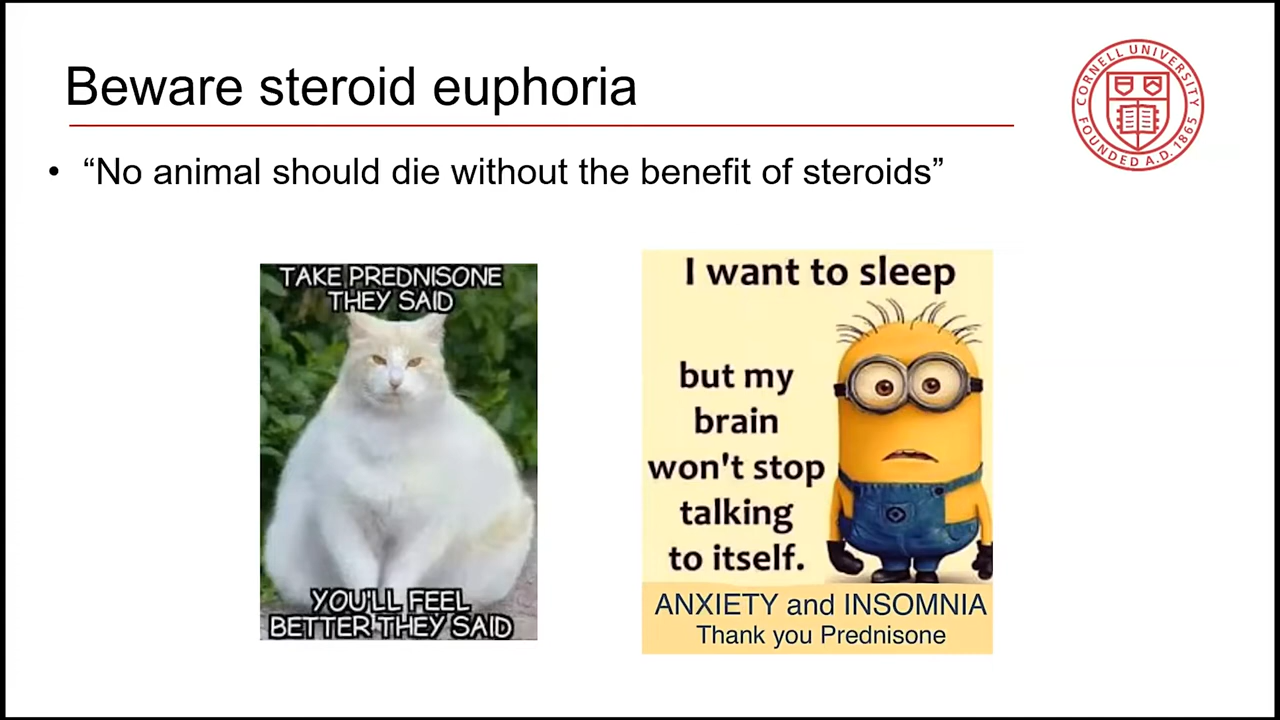 Beware steroid euphoria
CORNELL UNIVERSITY
FOUNDED A.D. 1865
• “No animal should die without the benefit of steroids”
TAKE PREDNISONE
THEY SAID
YOU'LL FEEL
BETTER THEY SAID
I want to sleep
but my
brain
won't stop
talking
to itself.
ANXIETY and INSOMNIA
Thank you Prednisone